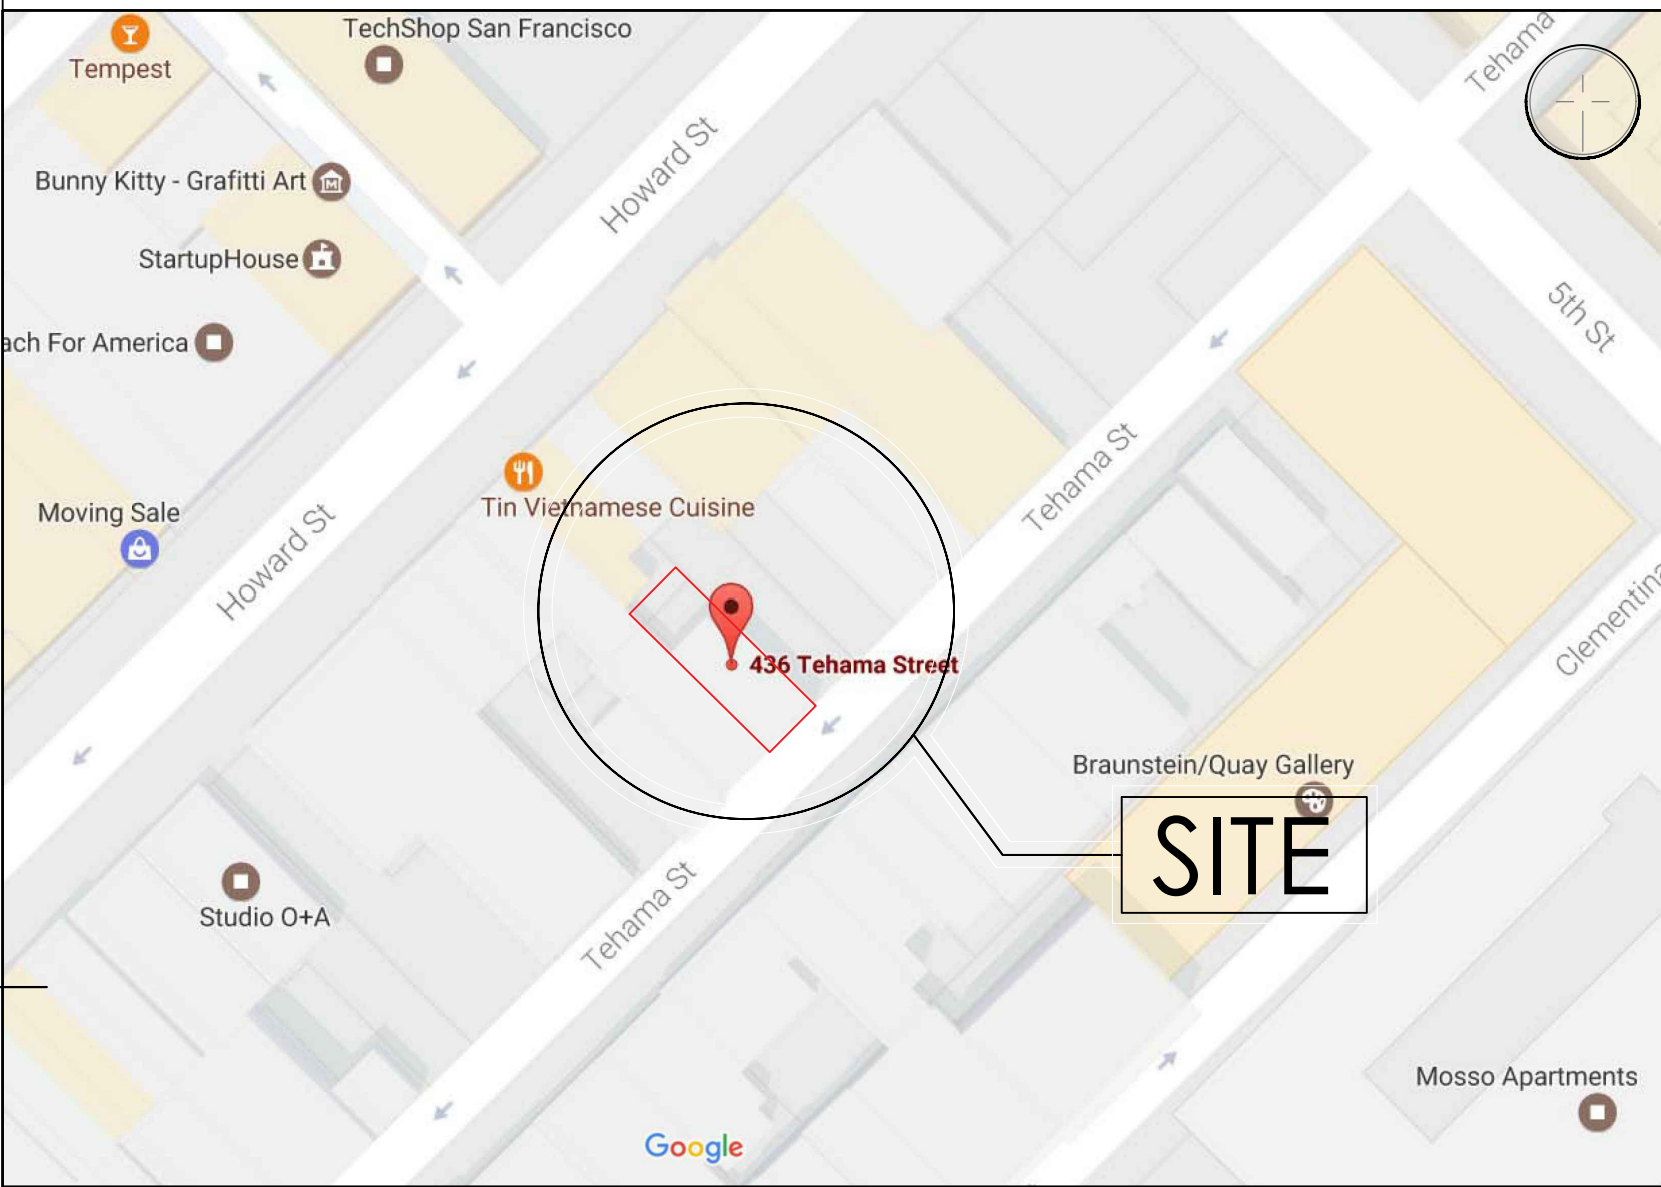 TechShop San Francisco
Tempest
Tehama
Howard St
Bunny Kitty - Grafitti Art
StartupHouse
5th St
ach For America
Tehama St
Tin Vietnamese Cuisine
Moving Sale
Howard St
Clementina
436 Tehama Street
Braunstein/Quay Gallery
SITE
Studio O+A
Tehama St
Mosso Apartments
Google